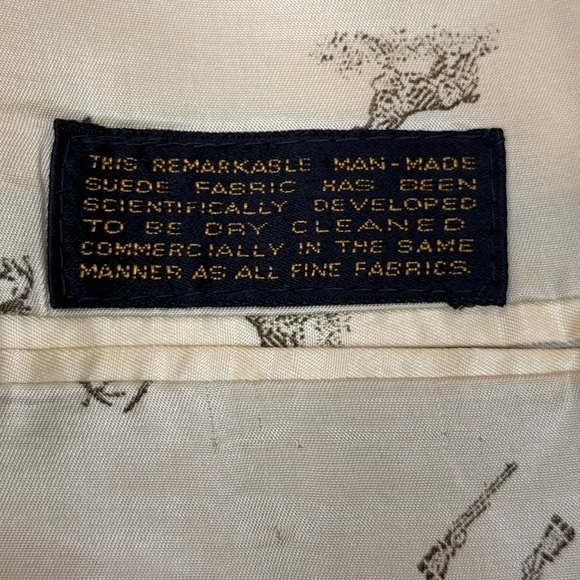 THIS REMARKABLE MAN-MADE
SUEDE FABRIC HAS BEEN
SCIENTIFICALLY DEVELOPED
TO BE DRY CLEANED
COMMERCIALLY IN THE SAME
MANNER AS ALL FINE FABRICS.